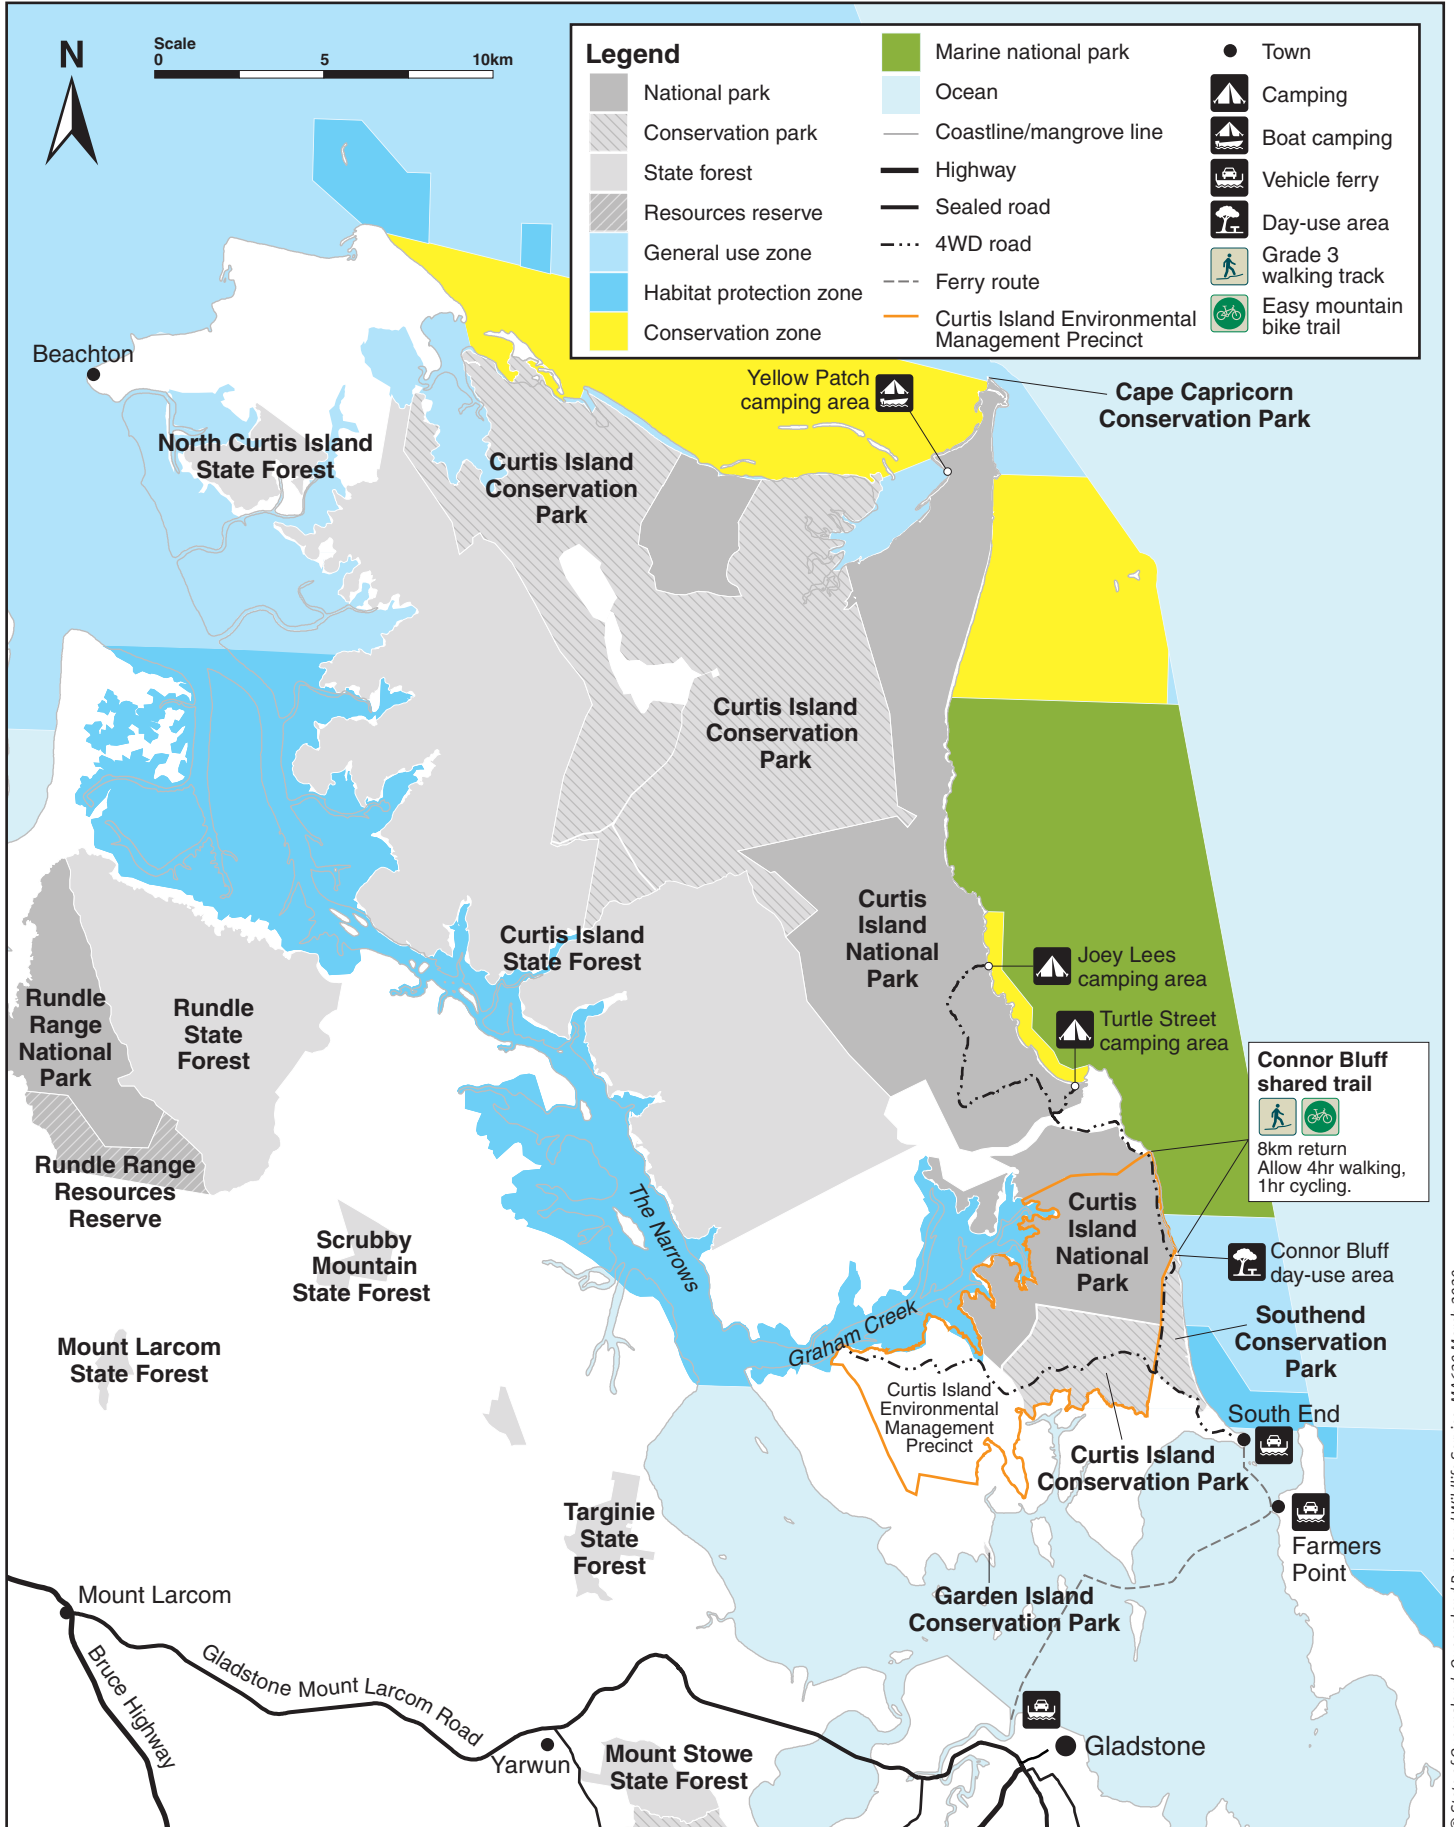 N
Scale
0 5 10km
Legend
National park
Conservation park
State forest
Resources reserve
General use zone
Habitat protection zone
Conservation zone
Marine national park
Ocean
Coastline/mangrove line
Highway
Sealed road
4WD road
Ferry route
Curtis Island Environmental
Management Precinct
Town
Camping
Boat camping
Vehicle ferry
Day-use area
Grade 3
walking track
Easy mountain
bike trail
Beachton
Yellow Patch
camping area
Cape Capricorn
Conservation Park
North Curtis Island
State Forest
Curtis Island
Conservation
Park
Curtis Island
Conservation
Park
Curtis
Island
National
Park
Curtis Island
State Forest
Joey Lees
camping area
Turtle Street
camping area
Rundle
Range
National
Park
Rundle
State
Forest
Connor Bluff
shared trail
8km return
Allow 4hr walking,
1hr cycling.
Rundle Range
Resources
Reserve
The Narrows
Curtis
Island
National
Park
Scrubby
Mountain
State Forest
Connor Bluff
day-use area
Graham Creek
Southend
Conservation
Park
Mount Larcom
State Forest
Curtis Island
Environmental
Management
Precinct
South End
Curtis Island
Conservation Park
Targinie
State
Forest
Farmers
Point
Garden Island
Conservation Park
Mount Larcom
Bruce Highway
Gladstone Mount Larcom Road
Yarwun
Mount Stowe
State Forest
Gladstone